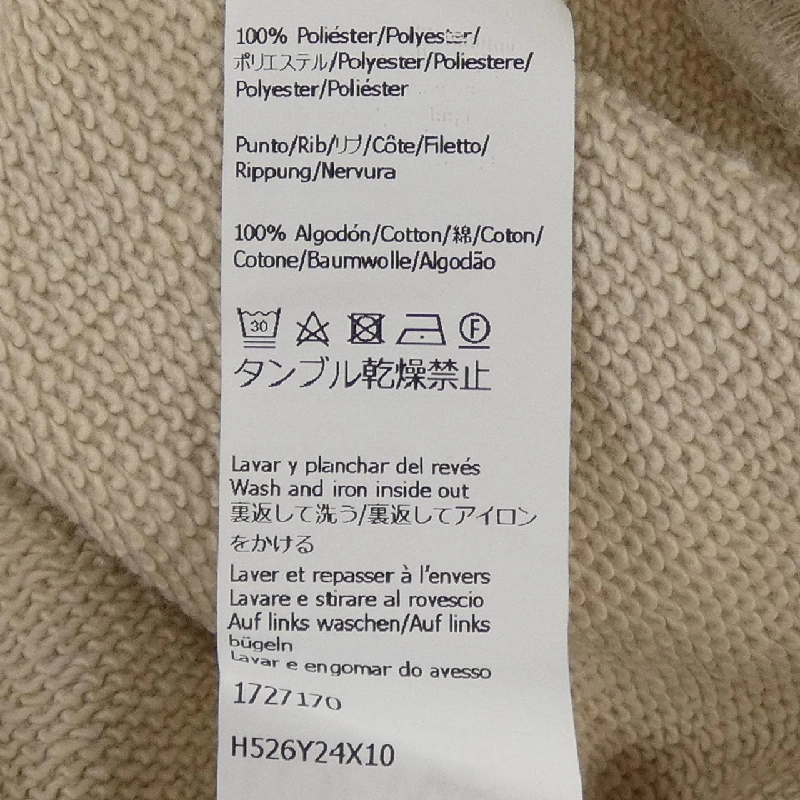 100% Poliéster/Polyester/
ポリエステル/Polyester/Poliestere/
Polyester/Poliéster
Punto/Rib/リブ/Côte/Filetto/
Rippung/Nervura
100% Algodón/Cotton/綿/Coton/
Cotone/Baumwolle/Algodão
30 F
タンブル乾燥禁止
Lavar y planchar del revés
Wash and iron inside out
裏返して洗う/裏返してアイロン
をかける
Laver et repasser à l'envers
Lavare e stirare al rovescio
Auf links waschen/Auf links
bügeln
Lavar e engomar do avesso
1727170
H526Y24X10